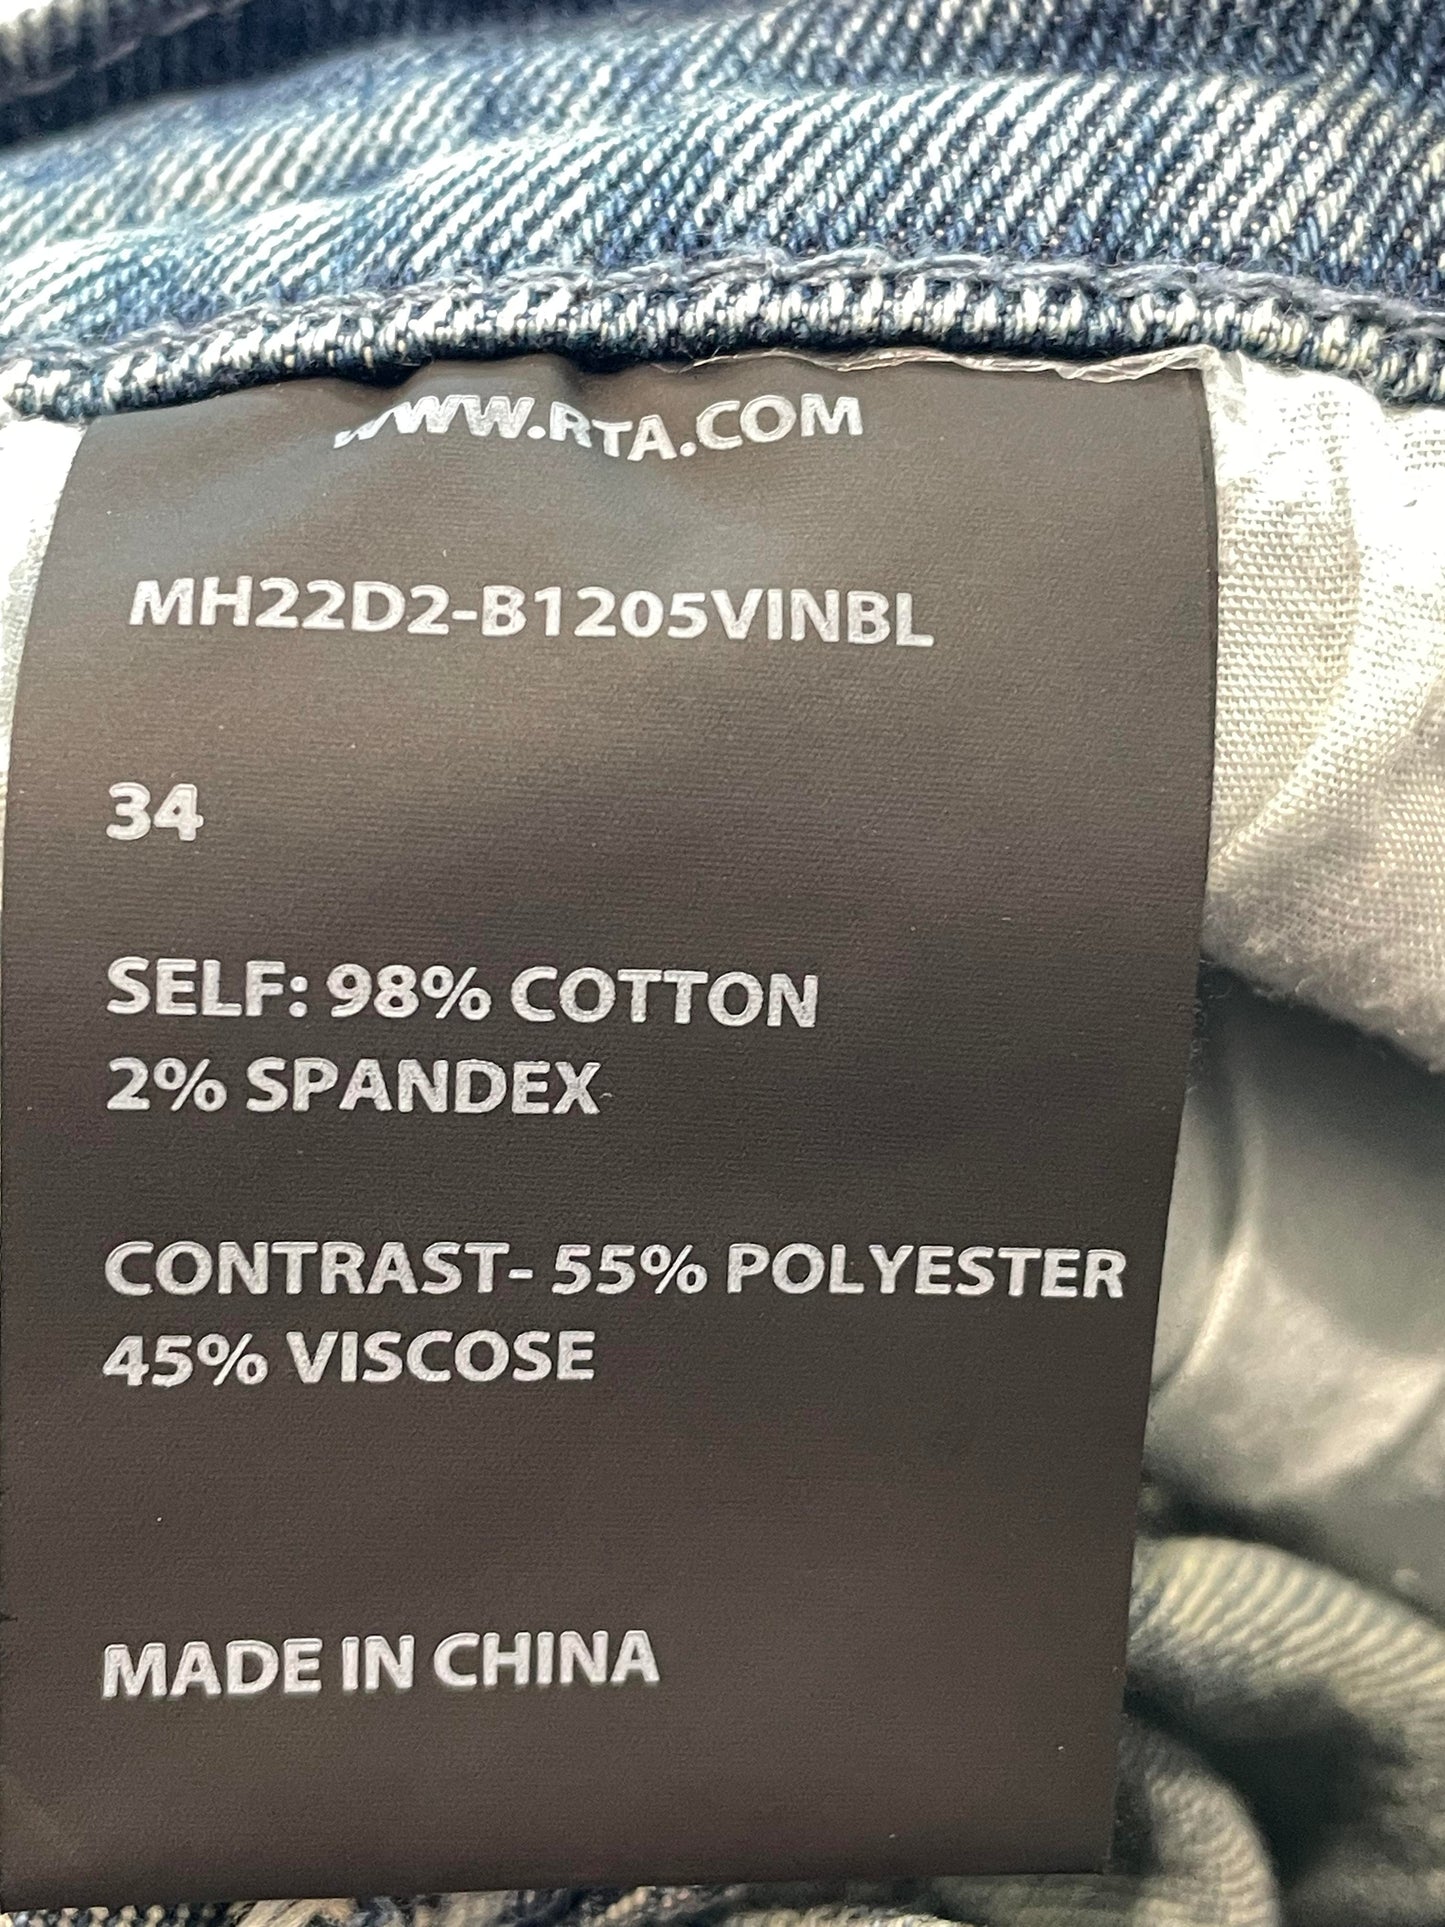 WWW.RTA.COM
MH22D2-B1205VINBL
34
SELF: 98% COTTON
2% SPANDEX
CONTRAST- 55% POLYESTER
45% VISCOSE
MADE IN CHINA